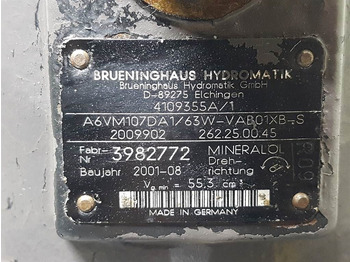 BRUENINGHAUS HYDROMATIK
Brueninghaus Hydromatik GmbH
D-89275 Elchingen
4109355A/1
A6VM107DA1/63W-VAB01XB-S
2009902 262.25.00.45
Fabr-Nr 3982772 MINERALÖL
Baujahr 2001-08 Dreh-richtung
Vg min = 55,3 cm³
MADE IN GERMANY